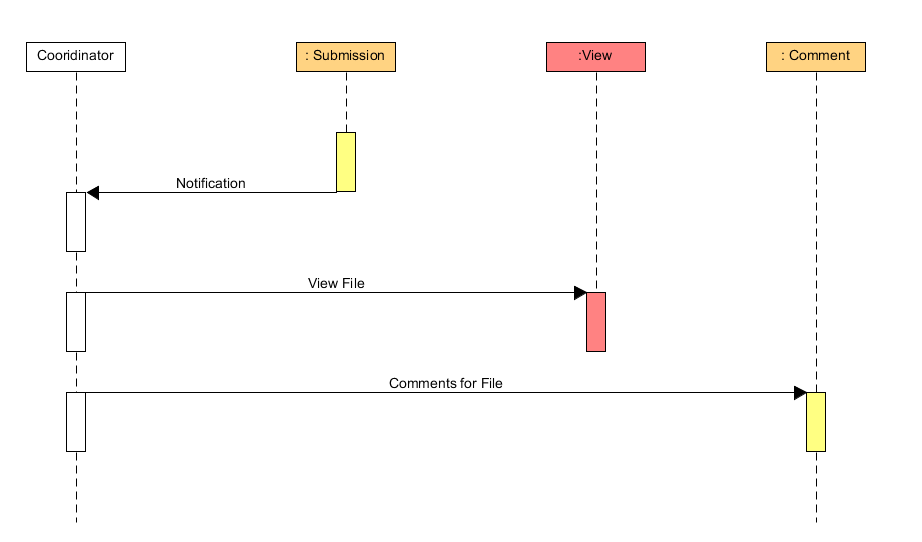 Cooridinator
: Submission
:View
: Comment
Notification
View File
Comments for File